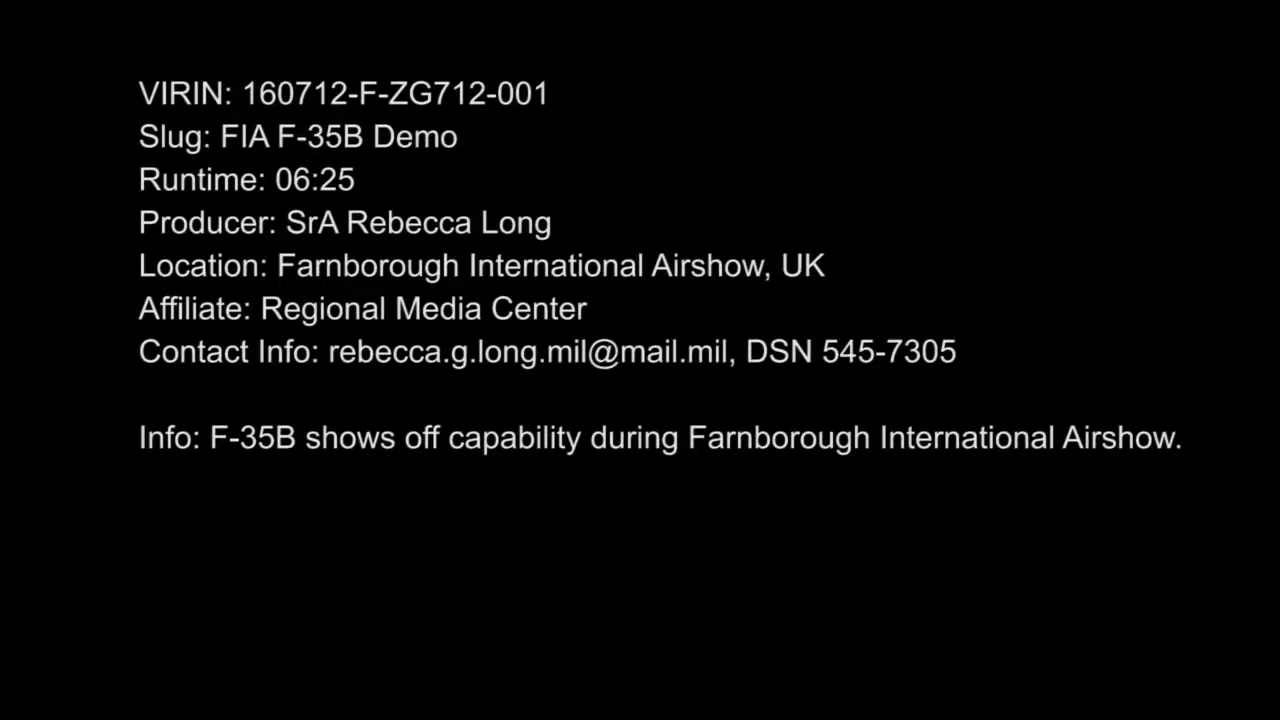 VIRIN: 160712-F-ZG712-001
Slug: FIA F-35B Demo
Runtime: 06:25
Producer: SrA Rebecca Long
Location: Farnborough International Airshow, UK
Affiliate: Regional Media Center
Contact Info: rebecca.g.long.mil@mail.mil, DSN 545-7305
Info: F-35B shows off capability during Farnborough International Airshow.